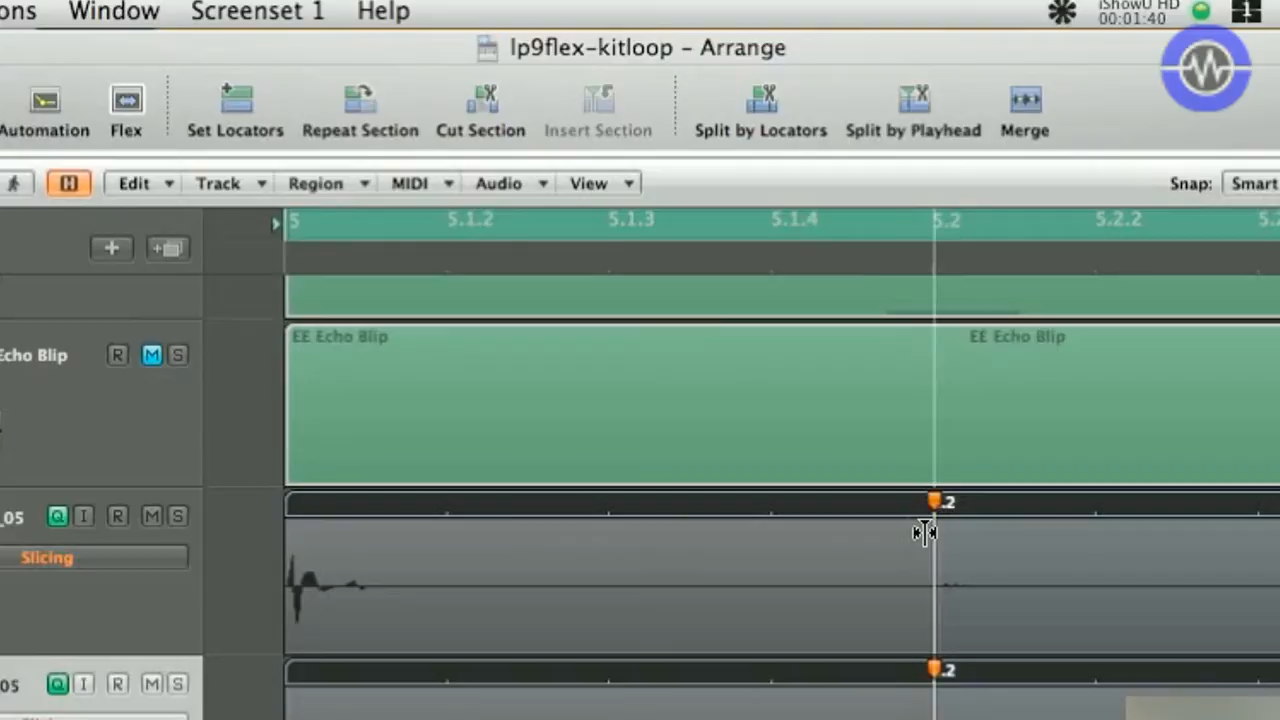 ons Window Screenset 1 Help
iShowU HD
00:01:40
1
lp9flex-kitloop – Arrange
Automation Flex Set Locators Repeat Section Cut Section Insert Section Split by Locators Split by Playhead Merge
Edit Track Region MIDI Audio View Snap: Smart
5 5.1.2 5.1.3 5.1.4 5.2 5.2.2 5.
EE Echo Blip EE Echo Blip
Echo Blip R M S
.2
_05 Q I R M S
Slicing
.2
05 Q I R M S